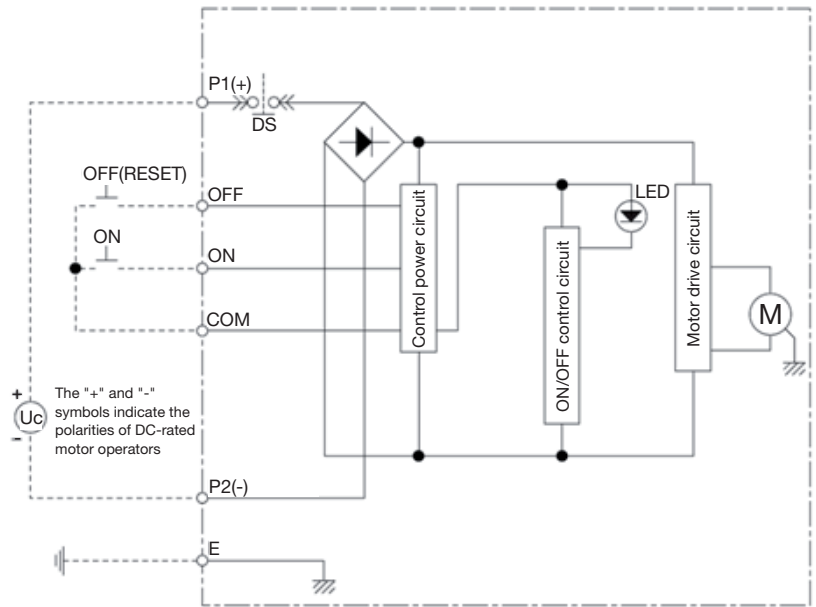 P1(+)
DS
OFF(RESET)
OFF
LED
ON
ON
COM
Control power circuit
ON/OFF control circuit
Motor drive circuit
M
+
Uc
-
The "+" and "-"
symbols indicate the
polarities of DC-rated
motor operators
P2(-)
E